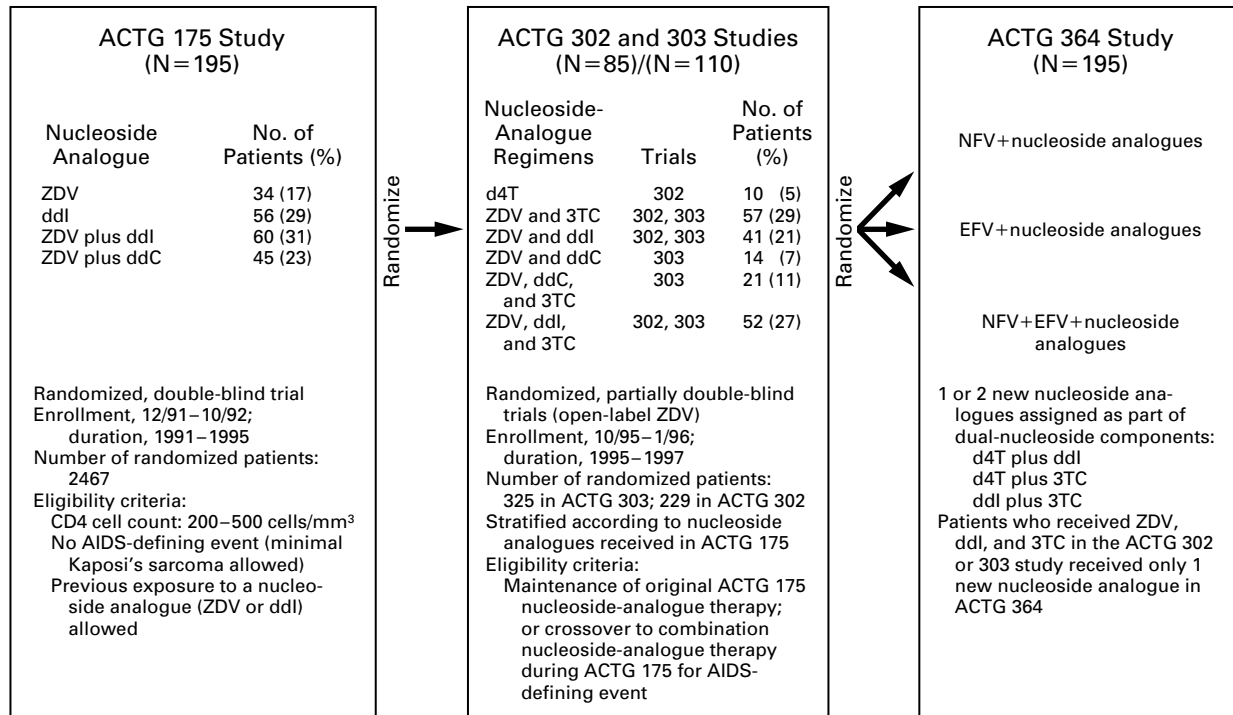 ACTG 175 Study
(N=195)
Nucleoside Analogue No. of Patients (%)
ZDV 34 (17)
ddI 56 (29)
ZDV plus ddI 60 (31)
ZDV plus ddC 45 (23)
Randomized, double-blind trial
Enrollment, 12/91–10/92;
duration, 1991–1995
Number of randomized patients:
2467
Eligibility criteria:
CD4 cell count: 200–500 cells/mm³
No AIDS-defining event (minimal
Kaposi's sarcoma allowed)
Previous exposure to a nucleo-
side analogue (ZDV or ddI)
allowed
Randomize
ACTG 302 and 303 Studies
(N=85)/(N=110)
Nucleoside-Analogue Regimens Trials No. of Patients (%)
d4T 302 10 (5)
ZDV and 3TC 302, 303 57 (29)
ZDV and ddI 302, 303 41 (21)
ZDV and ddC 303 14 (7)
ZDV, ddC, 303 21 (11)
and 3TC
ZDV, ddI, 302, 303 52 (27)
and 3TC
Randomized, partially double-blind
trials (open-label ZDV)
Enrollment, 10/95–1/96;
duration, 1995–1997
Number of randomized patients:
325 in ACTG 303; 229 in ACTG 302
Stratified according to nucleoside
analogues received in ACTG 175
Eligibility criteria:
Maintenance of original ACTG 175
nucleoside-analogue therapy;
or crossover to combination
nucleoside-analogue therapy
during ACTG 175 for AIDS-
defining event
Randomize
ACTG 364 Study
(N=195)
NFV+nucleoside analogues
EFV+nucleoside analogues
NFV+EFV+nucleoside
analogues
1 or 2 new nucleoside ana-
logues assigned as part of
dual-nucleoside components:
d4T plus ddI
d4T plus 3TC
ddI plus 3TC
Patients who received ZDV,
ddI, and 3TC in the ACTG 302
or 303 study received only 1
new nucleoside analogue in
ACTG 364